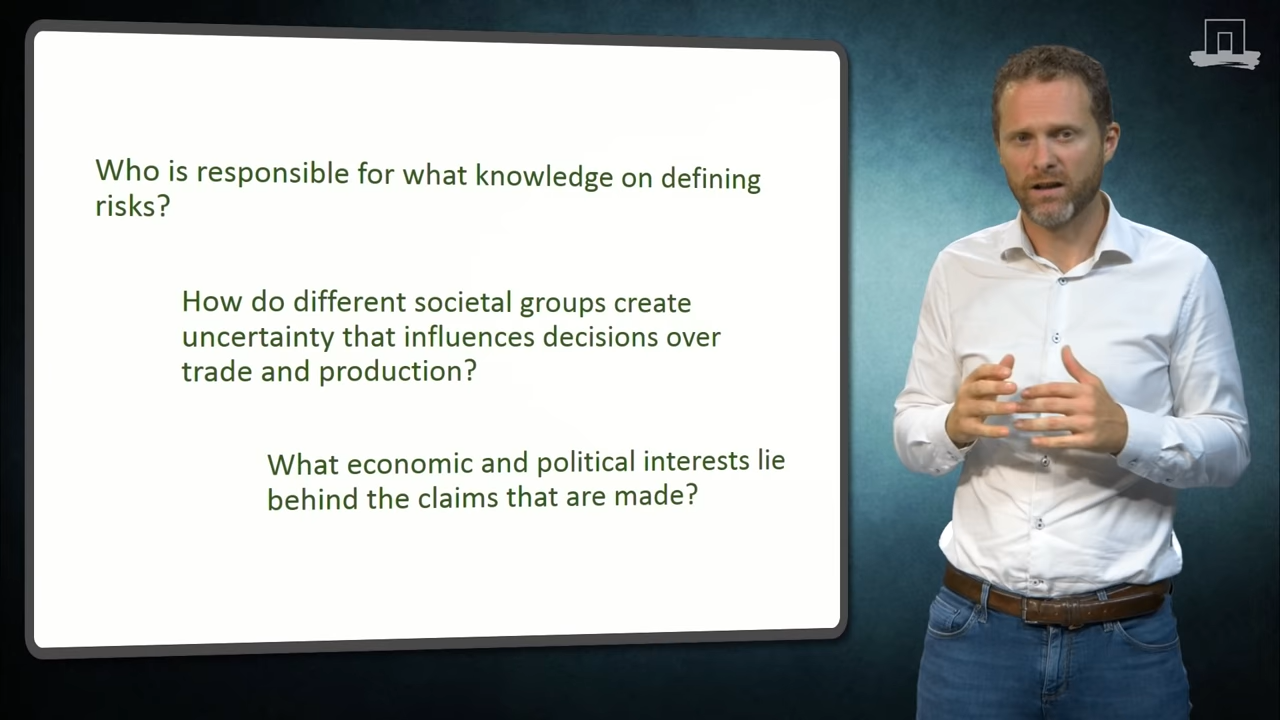 Who is responsible for what knowledge on defining
risks?
How do different societal groups create
uncertainty that influences decisions over
trade and production?
What economic and political interests lie
behind the claims that are made?